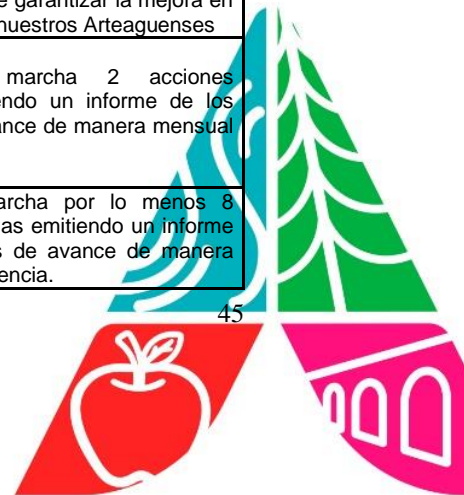 e garantizar la mejora en
nuestros Arteaguenses
marcha 2 acciones
endo un informe de los
ance de manera mensual
archa por lo menos 8
as emitiendo un informe
s de avance de manera
encia.
45